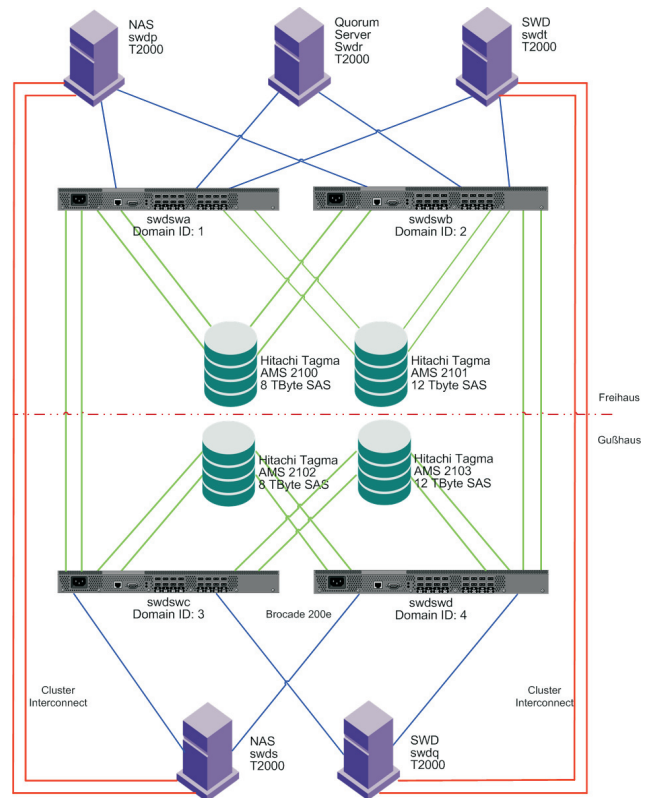 NAS
swdp
T2000
Quorum
Server
Swdr
T2000
SWD
swdt
T2000
swdswa
Domain ID: 1
swdswb
Domain ID: 2
Hitachi Tagma
AMS 2100
8 TByte SAS
Hitachi Tagma
AMS 2101
12 Tbyte SAS
Freihaus
Gußhaus
Hitachi Tagma
AMS 2102
8 TByte SAS
Hitachi Tagma
AMS 2103
12 TByte SAS
swdswc
Domain ID: 3
Brocade 200e
swdswd
Domain ID: 4
Cluster
Interconnect
Cluster
Interconnect
NAS
swds
T2000
SWD
swdq
T2000